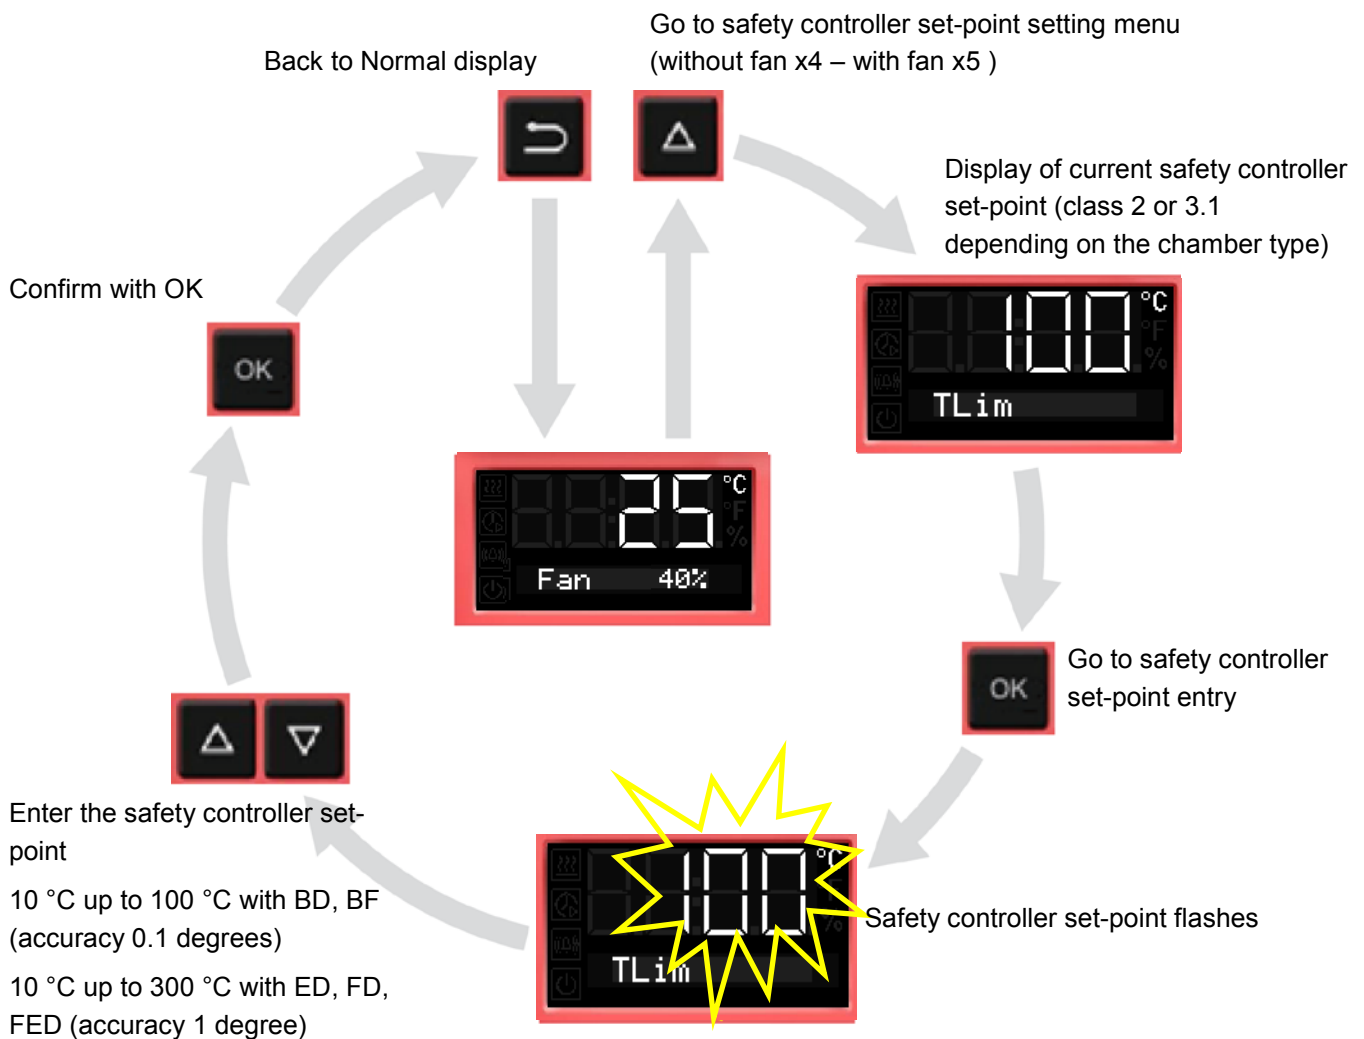 Go to safety controller set-point setting menu
(without fan x4 – with fan x5 )
Back to Normal display
Display of current safety controller
set-point (class 2 or 3.1
depending on the chamber type)
100 °C
°F
%
TLim
Confirm with OK
OK
25 °C
°F
%
Fan 40%
Go to safety controller
set-point entry
OK
Enter the safety controller set-
point
10 °C up to 100 °C with BD, BF
(accuracy 0.1 degrees)
10 °C up to 300 °C with ED, FD,
FED (accuracy 1 degree)
100 °C
%
TLim
Safety controller set-point flashes